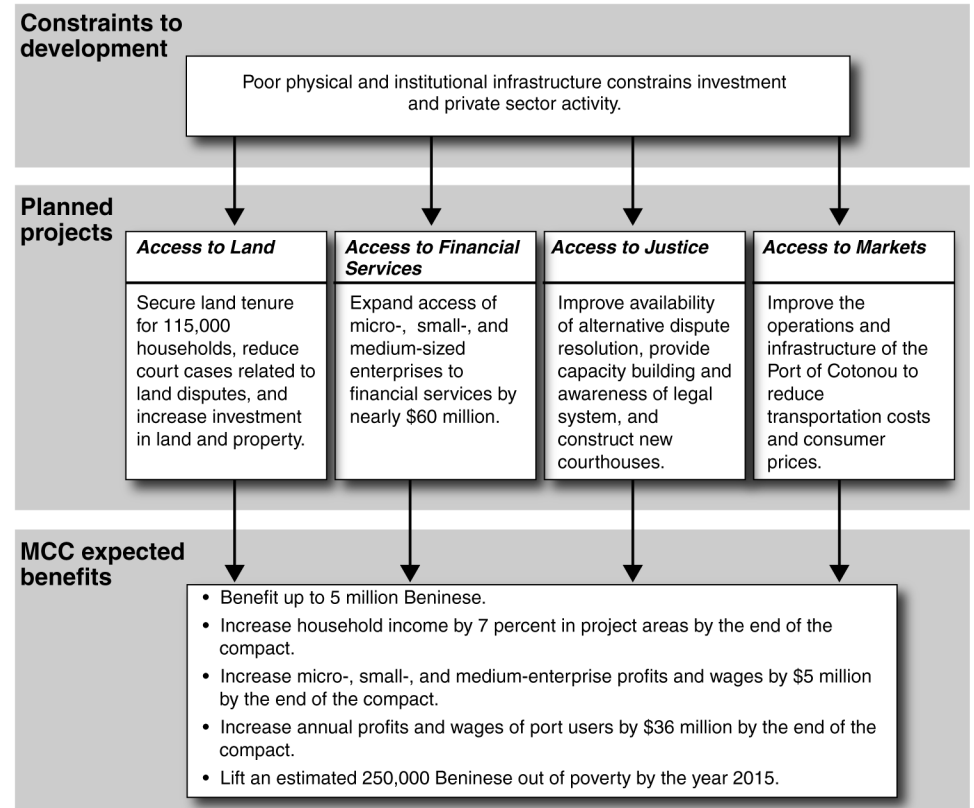 Constraints to
development
Poor physical and institutional infrastructure constrains investment
and private sector activity.
Planned
projects
Access to Land
Secure land tenure
for 115,000
households, reduce
court cases related to
land disputes, and
increase investment
in land and property.
Access to Financial
Services
Expand access of
micro-, small-, and
medium-sized
enterprises to
financial services by
nearly $60 million.
Access to Justice
Improve availability
of alternative dispute
resolution, provide
capacity building and
awareness of legal
system, and
construct new
courthouses.
Access to Markets
Improve the
operations and
infrastructure of the
Port of Cotonou to
reduce
transportation costs
and consumer
prices.
MCC expected
benefits
• Benefit up to 5 million Beninese.
• Increase household income by 7 percent in project areas by the end of the
compact.
• Increase micro-, small-, and medium-enterprise profits and wages by $5 million
by the end of the compact.
• Increase annual profits and wages of port users by $36 million by the end of the
compact.
• Lift an estimated 250,000 Beninese out of poverty by the year 2015.